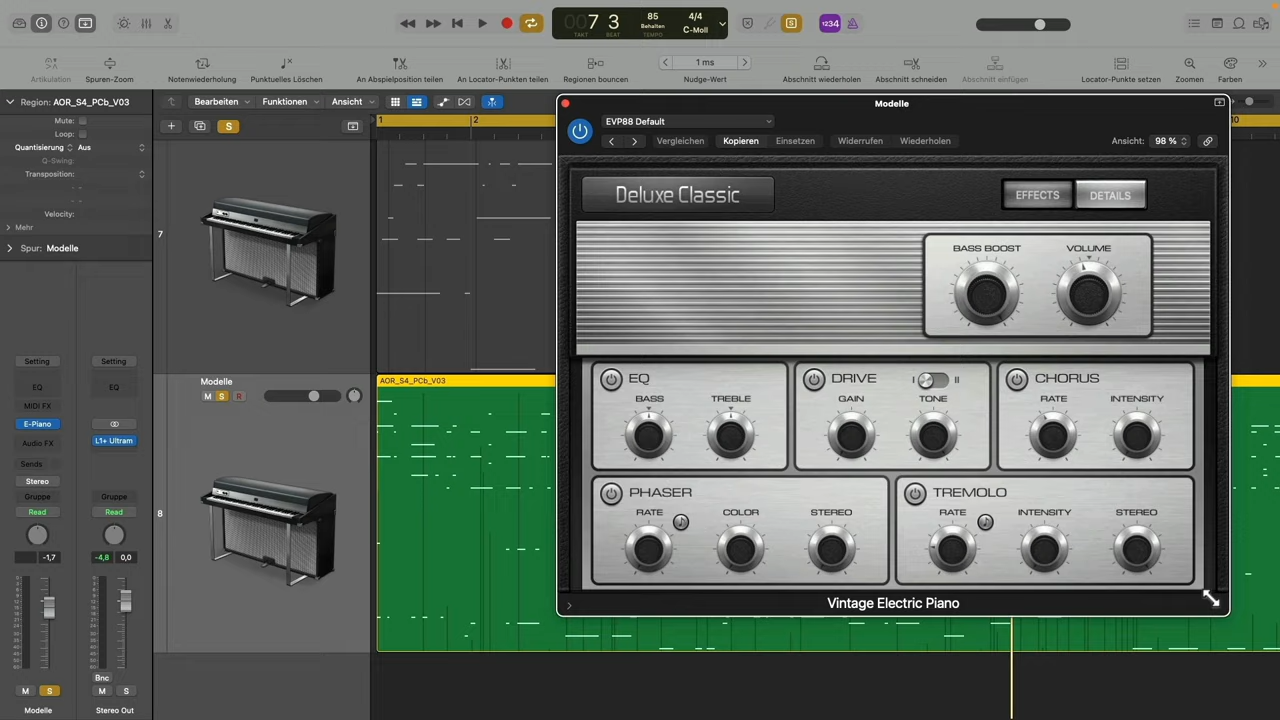 007 3
TAKT BEAT
85
Behalten
TEMPO
4/4
C-Moll
1234
Artikulation
Spuren-Zoom
Notenwiederholung
Punktuelles Löschen
An Abspielposition teilen
An Locator-Punkten teilen
Regionen bouncen
1 ms
Nudge-Wert
Abschnitt wiederholen
Abschnitt schneiden
Abschnitt einfügen
Locator-Punkte setzen
Zoomen
Farben
Region: AOR_S4_PCb_V03
Mute:
Loop:
Quantisierung
Aus
Q-Swing:
Transposition:
Velocity:
Mehr
Spur: Modelle
Bearbeiten
Funktionen
Ansicht
S
1
2
10
7
8
Modelle
M S R
AOR_S4_PCb_V03
Setting
Setting
EQ
EQ
MIDI FX
E-Piano
Audio FX
L1+ Ultram
Sends
Stereo
Gruppe
Gruppe
Read
Read
-1,7
-4,8
0,0
Bnc
M S
M S
Modelle
Stereo Out
Modelle
EVP88 Default
Vergleichen
Kopieren
Einsetzen
Widerrufen
Wiederholen
Ansicht:
98 %
Deluxe Classic
EFFECTS
DETAILS
BASS BOOST
VOLUME
EQ
BASS
TREBLE
DRIVE
I
II
GAIN
TONE
CHORUS
RATE
INTENSITY
PHASER
RATE
COLOR
STEREO
TREMOLO
RATE
INTENSITY
STEREO
Vintage Electric Piano